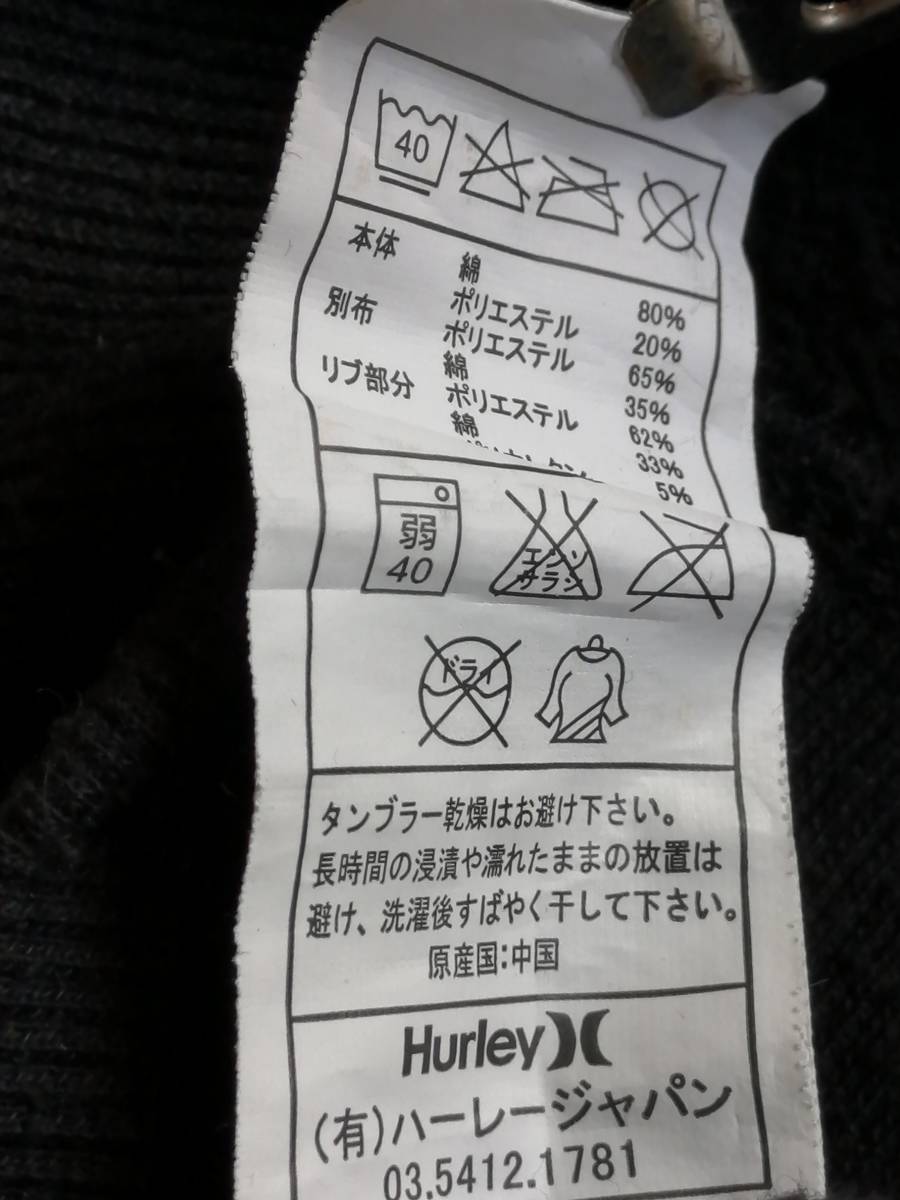 40
本体 綿 80%
ポリエステル 20%
別布 ポリエステル 65%
綿 35%
リブ部分 ポリエステル 62%
綿 33%
5%
弱
40
エンソ
サラシ
ドライ
タンブラー乾燥はお避け下さい。
長時間の浸漬や濡れたままの放置は
避け、洗濯後すばやく干して下さい。
原産国:中国
Hurley
(有)ハーレージャパン
03.5412.1781